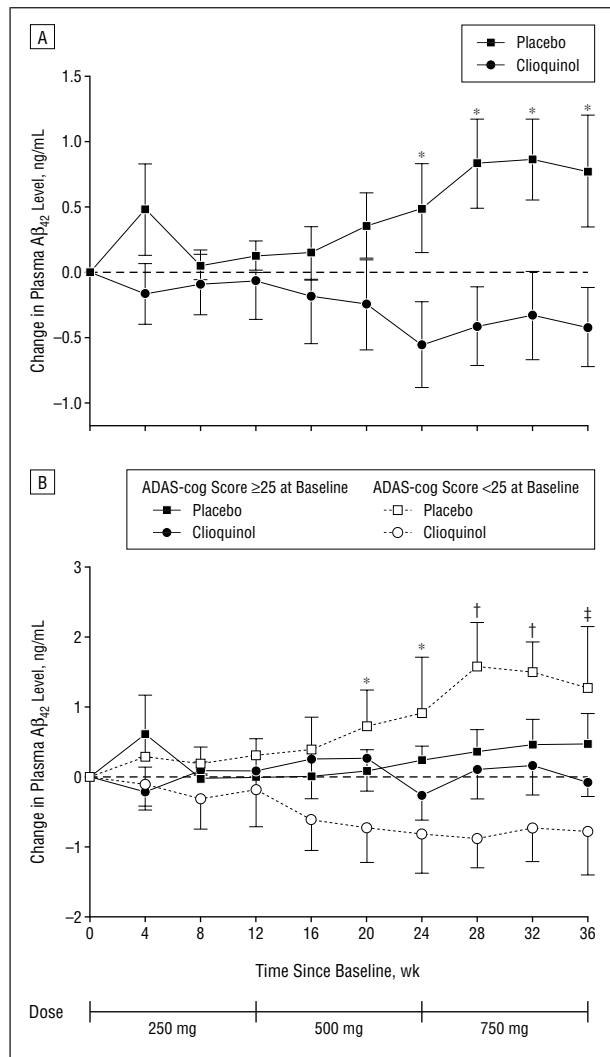 A
Placebo
Clioquinol
1.5
1.0
0.5
0.0
–0.5
–1.0
Change in Plasma Aβ42 Level, ng/mL
* * * *
B
ADAS-cog Score ≥25 at Baseline
Placebo
Clioquinol
ADAS-cog Score <25 at Baseline
Placebo
Clioquinol
3
2
1
0
–1
–2
Change in Plasma Aβ42 Level, ng/mL
* * † † ‡
0 4 8 12 16 20 24 28 32 36
Time Since Baseline, wk
Dose
250 mg 500 mg 750 mg